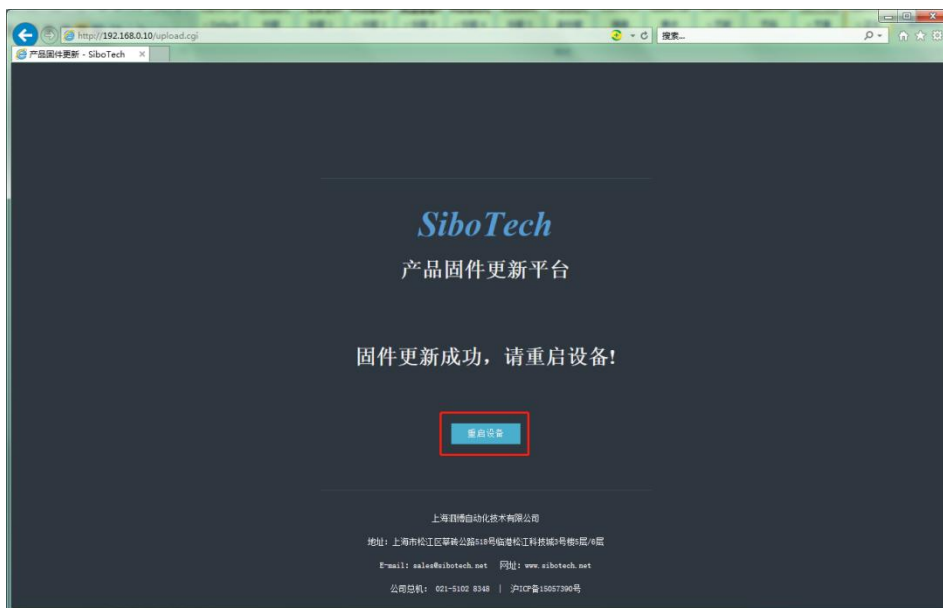 http://192.168.0.10/upload.cgi
搜索...
产品固件更新 - SiboTech
SiboTech
产品固件更新平台
固件更新成功，请重启设备!
重启设备
上海泗博自动化技术有限公司
地址：上海市松江区莘砖公路518号临港松江科技城3号楼5层/6层
E-mail: sales@sibotech.net 网址: www.sibotech.net
公司总机: 021-5102 8348 | 沪ICP备15057390号